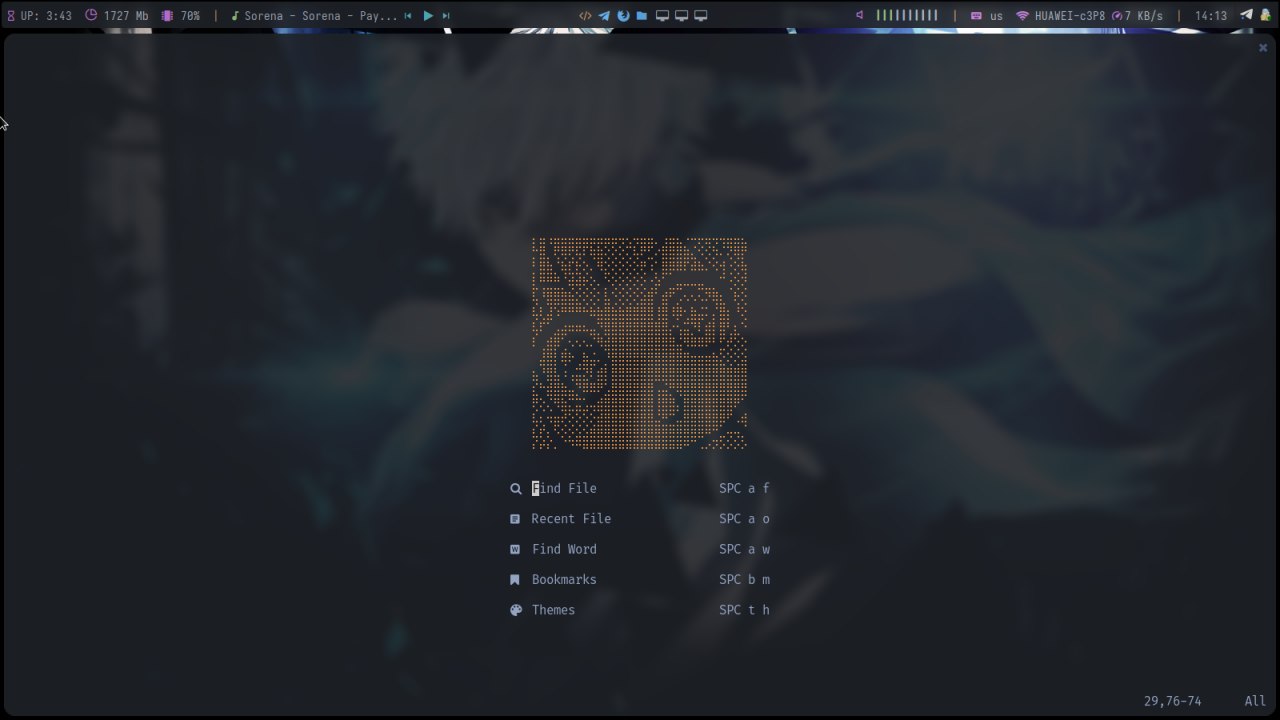 UP: 3:43 1727 Mb 70% | Sorena - Sorena - Pay... </> | us HUAWEI-c3P8 7 KB/s | 14:13
Find File SPC a f
Recent File SPC a o
Find Word SPC a w
Bookmarks SPC b m
Themes SPC t h
29,76-74 All